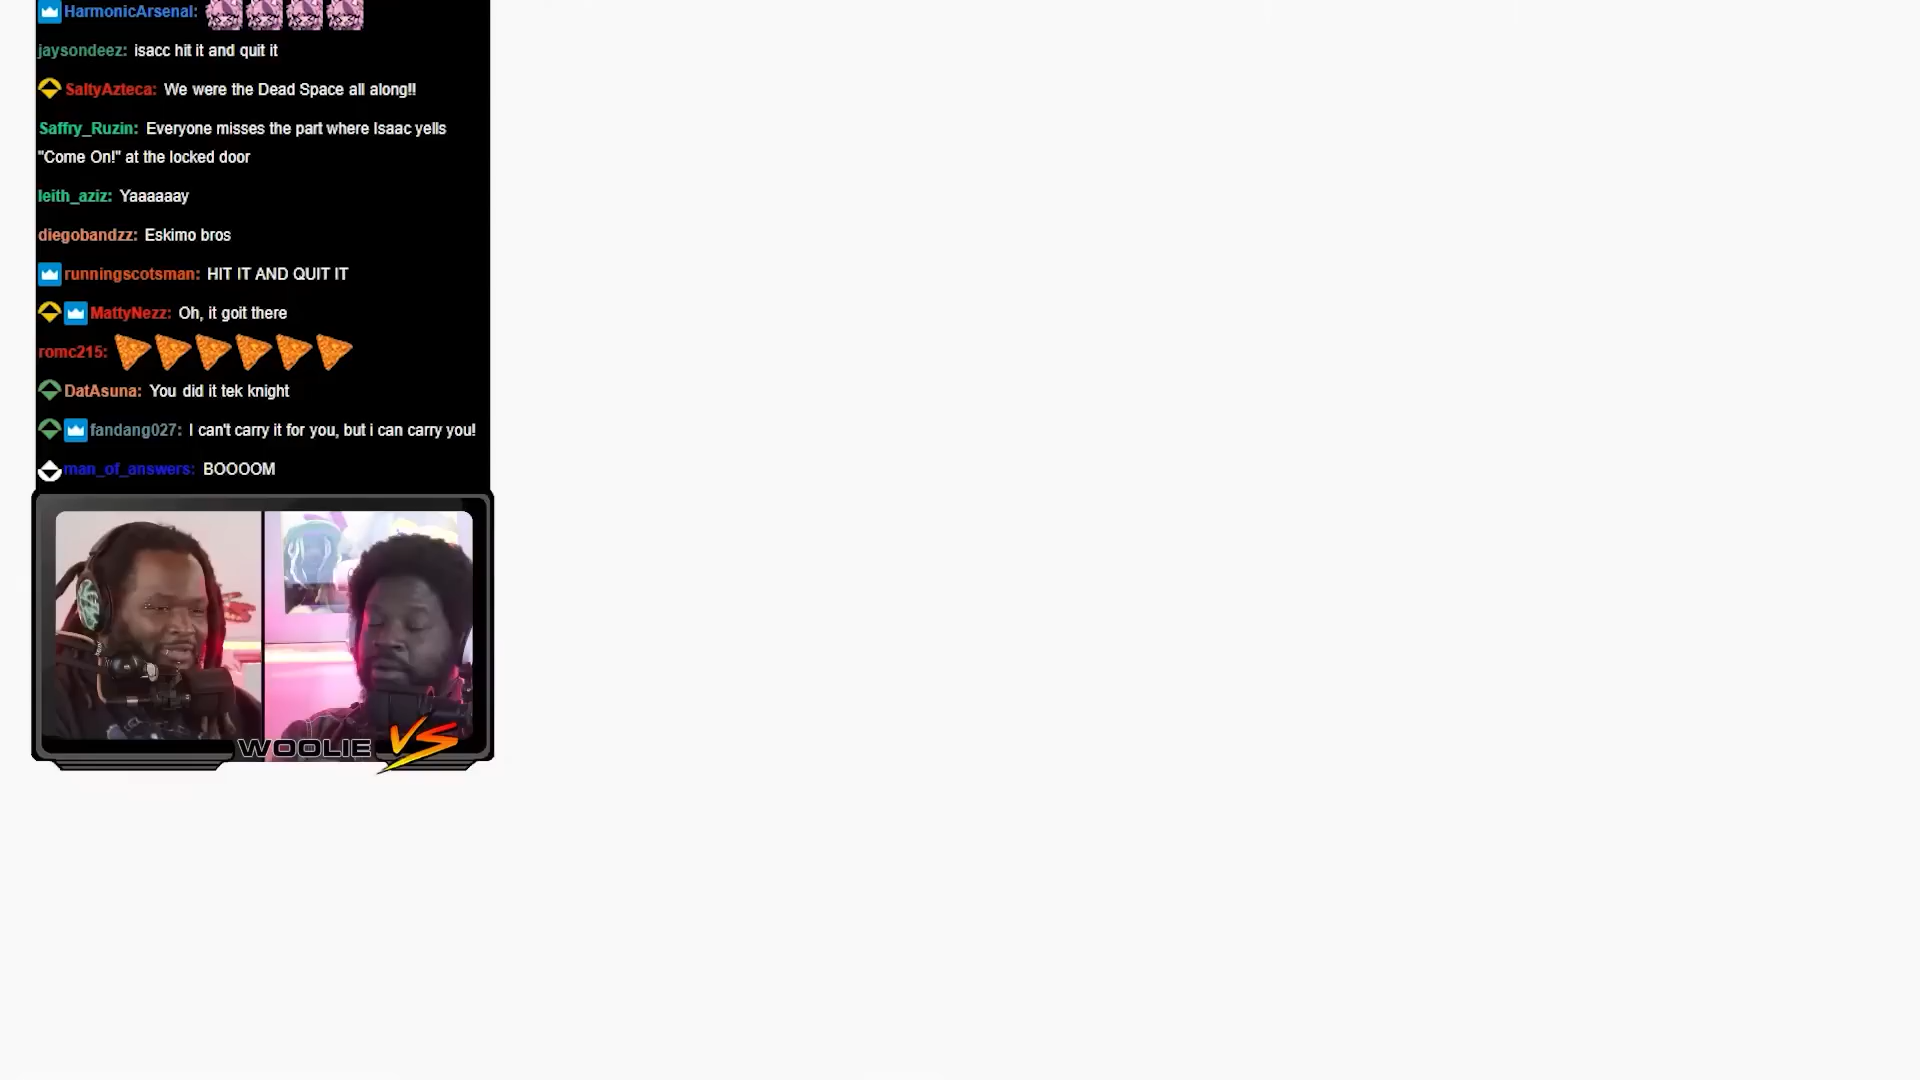 HarmonicArsenal:
jaysondeez: isacc hit it and quit it
SaltyAzteca: We were the Dead Space all along!!
Saffry_Ruzin: Everyone misses the part where Isaac yells
"Come On!" at the locked door
leith_aziz: Yaaaaaay
diegobandzz: Eskimo bros
runningscotsman: HIT IT AND QUIT IT
MattyNezz: Oh, it goit there
romc215:
DatAsuna: You did it tek knight
fandang027: I can't carry it for you, but i can carry you!
man_of_answers: BOOOOM
WOOLIE VS